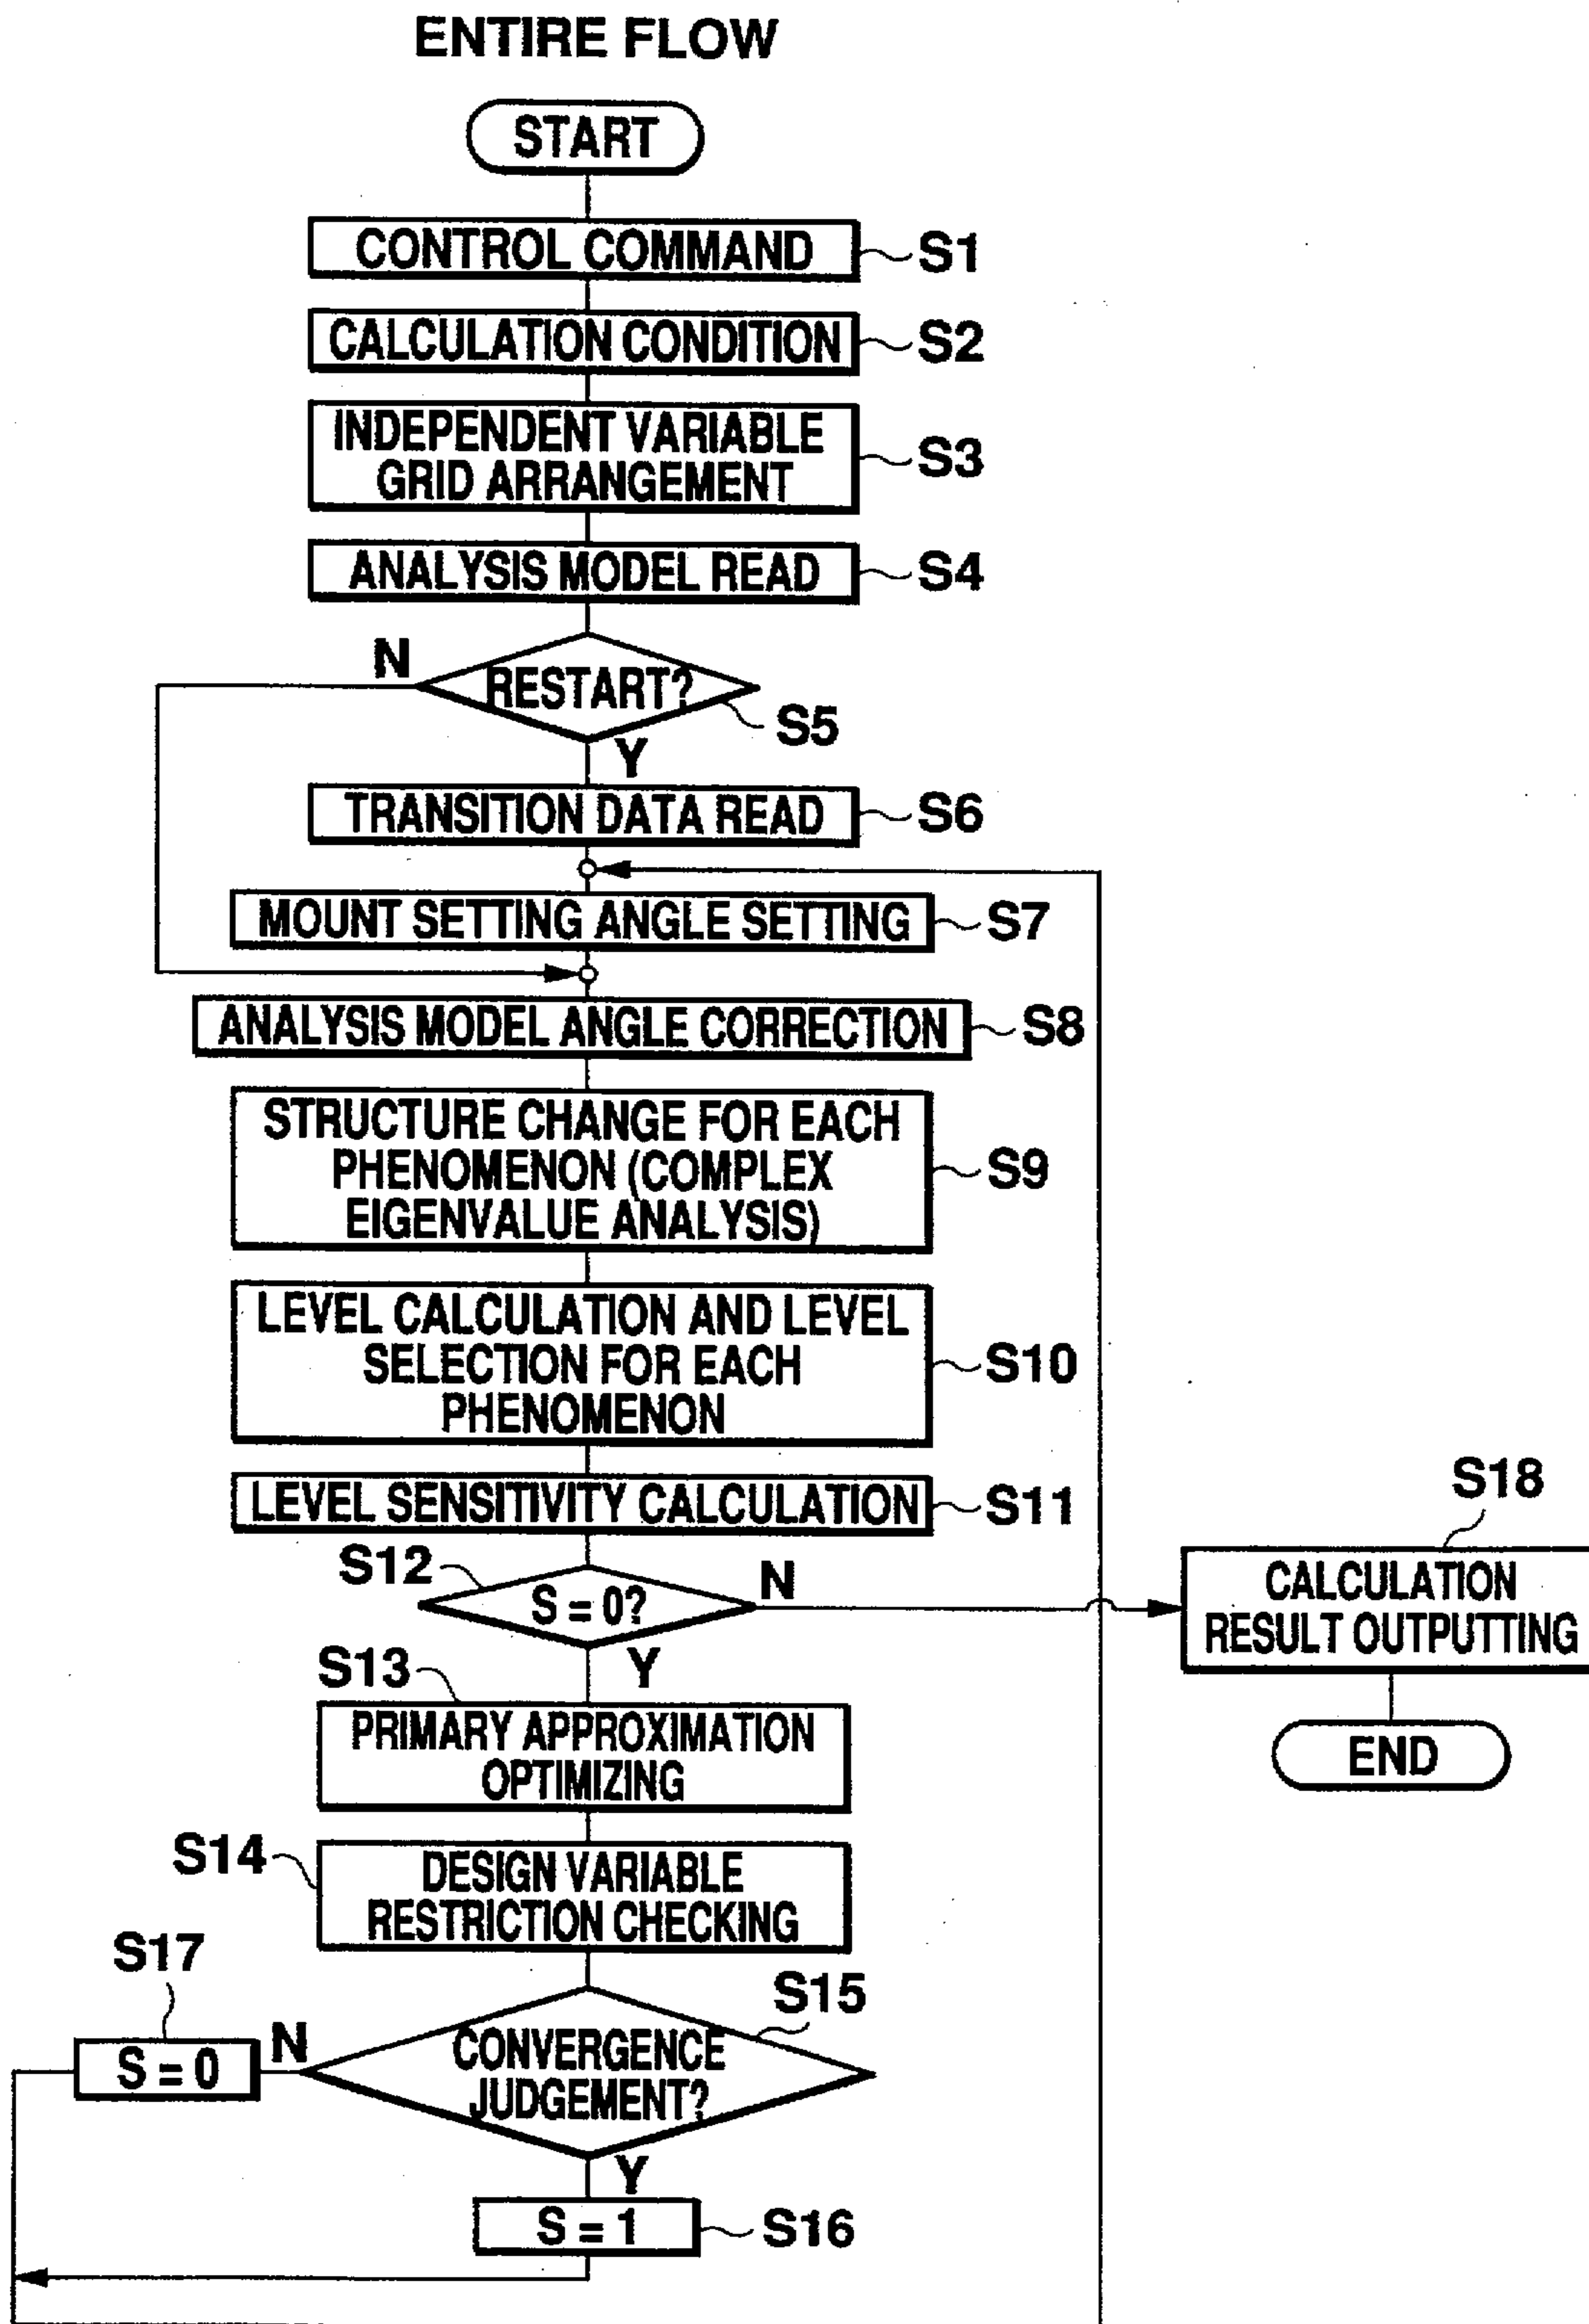 ENTIRE FLOW
START
CONTROL COMMAND
S1
CALCULATION CONDITION
S2
INDEPENDENT VARIABLE
GRID ARRANGEMENT
S3
ANALYSIS MODEL READ
S4
N
RESTART?
S5
Y
TRANSITION DATA READ
S6
MOUNT SETTING ANGLE SETTING
S7
ANALYSIS MODEL ANGLE CORRECTION
S8
STRUCTURE CHANGE FOR EACH
PHENOMENON (COMPLEX
EIGENVALUE ANALYSIS)
S9
LEVEL CALCULATION AND LEVEL
SELECTION FOR EACH
PHENOMENON
S10
LEVEL SENSITIVITY CALCULATION
S11
S12
S = 0?
N
Y
S18
CALCULATION
RESULT OUTPUTTING
END
S13
PRIMARY APPROXIMATION
OPTIMIZING
S14
DESIGN VARIABLE
RESTRICTION CHECKING
S17
S = 0
N
S15
CONVERGENCE
JUDGEMENT?
Y
S = 1
S16